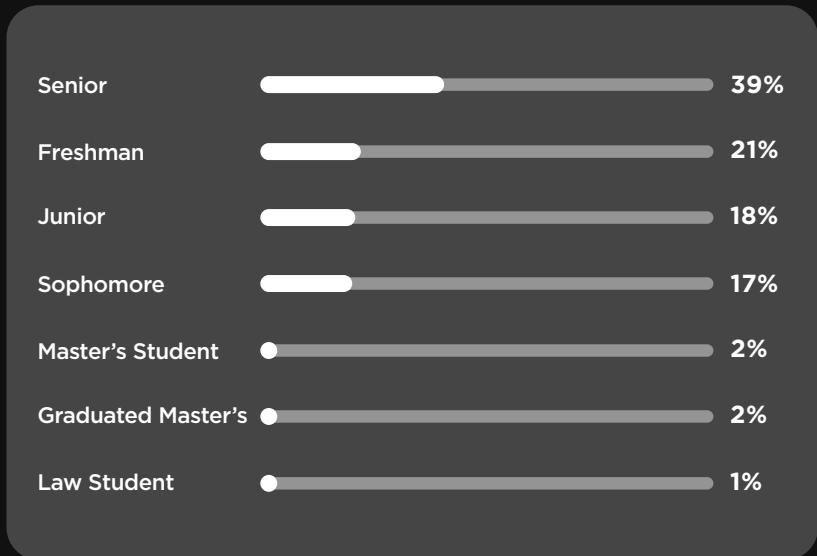 Senior 39%
Freshman 21%
Junior 18%
Sophomore 17%
Master’s Student 2%
Graduated Master’s 2%
Law Student 1%